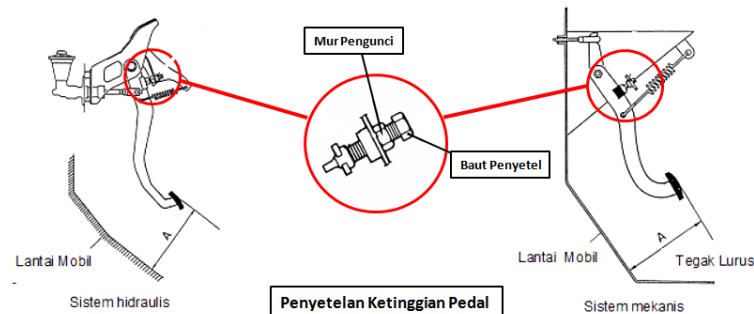 Mur Pengunci
Baut Penyetel
A
Lantai Mobil
Sistem hidraulis
Penyetelan Ketinggian Pedal
A
Lantai Mobil
Tegak Lurus
Sistem mekanis